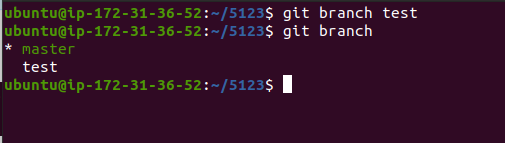 ubuntu@ip-172-31-36-52:~/5123$ git branch test
ubuntu@ip-172-31-36-52:~/5123$ git branch
* master
  test
ubuntu@ip-172-31-36-52:~/5123$